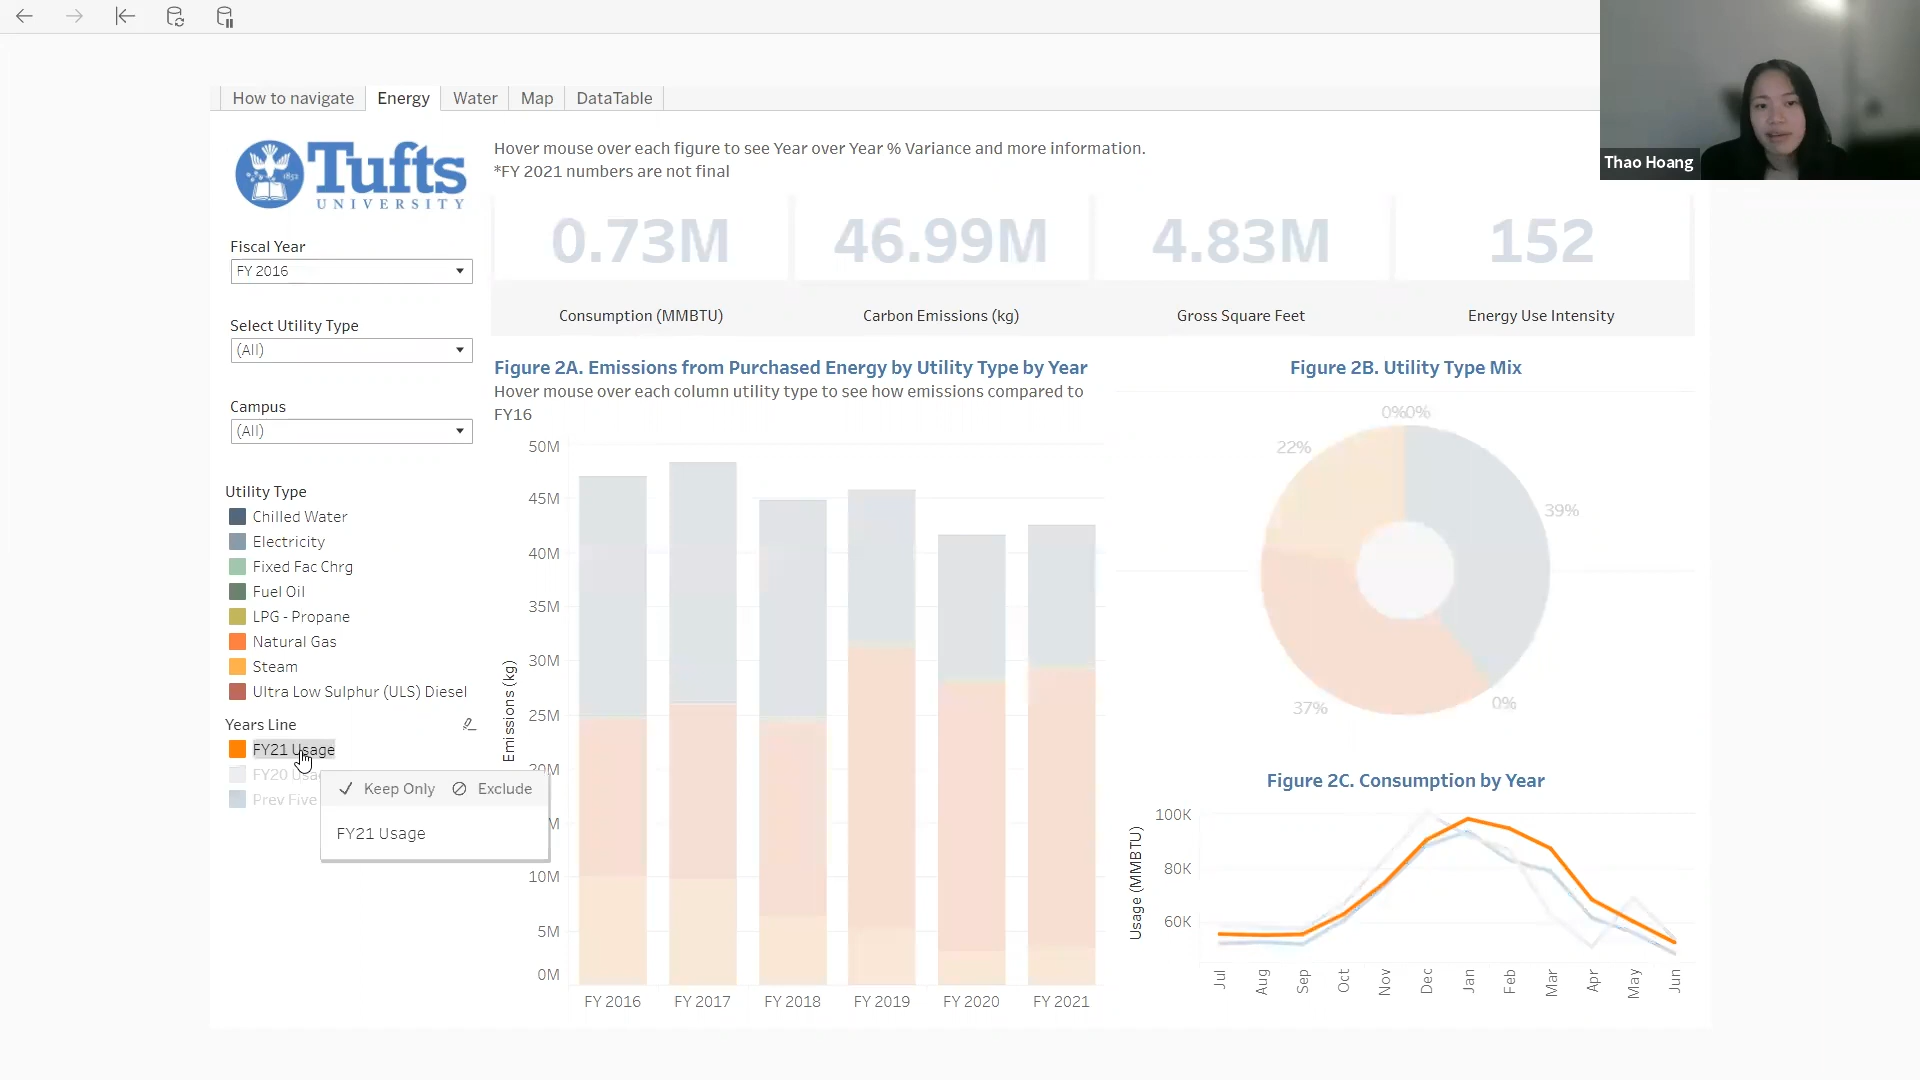 How to navigate
Energy
Water
Map
DataTable
Thao Hoang
Tufts
UNIVERSITY
1852
Hover mouse over each figure to see Year over Year % Variance and more information.
*FY 2021 numbers are not final
0.73M
46.99M
4.83M
152
Consumption (MMBTU)
Carbon Emissions (kg)
Gross Square Feet
Energy Use Intensity
Fiscal Year
FY 2016
Select Utility Type
(All)
Campus
(All)
Utility Type
Chilled Water
Electricity
Fixed Fac Chrg
Fuel Oil
LPG - Propane
Natural Gas
Steam
Ultra Low Sulphur (ULS) Diesel
Years Line
FY21 Usage
FY20 Usa
Prev Five
Keep Only
Exclude
FY21 Usage
Figure 2A. Emissions from Purchased Energy by Utility Type by Year
Hover mouse over each column utility type to see how emissions compared to
FY16
Emissions (kg)
50M
45M
40M
35M
30M
25M
20M
M
10M
5M
0M
FY 2016
FY 2017
FY 2018
FY 2019
FY 2020
FY 2021
Figure 2B. Utility Type Mix
0%0%
22%
39%
37%
0%
Figure 2C. Consumption by Year
Usage (MMBTU)
100K
80K
60K
Jul
Aug
Sep
Oct
Nov
Dec
Jan
Feb
Mar
Apr
May
Jun